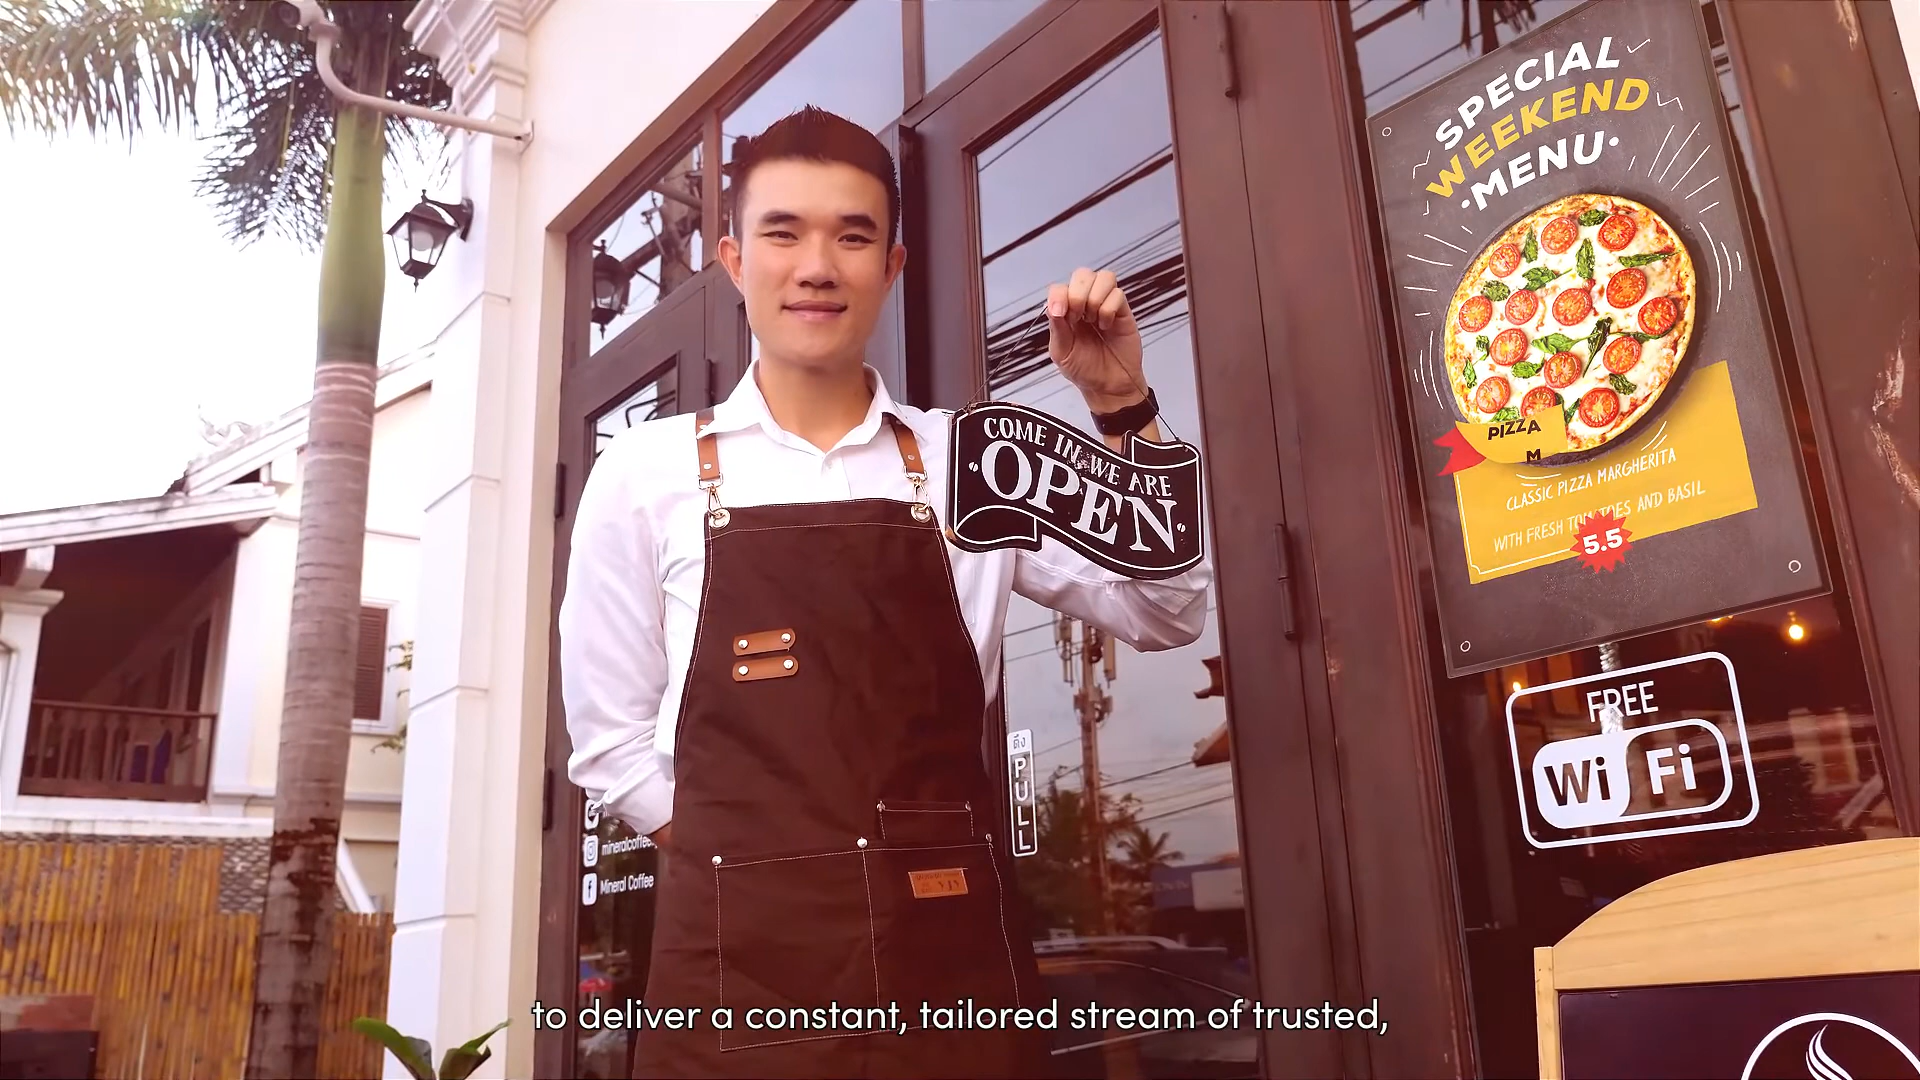 SPECIAL
WEEKEND
·MENU·
PIZZA
M
CLASSIC PIZZA MARGHERITA
WITH FRESH TOMATOES AND BASIL
5.5
COME IN WE ARE
OPEN
FREE
Wi Fi
ดึง
PULL
mineralcoffee
Mineral Coffee
to deliver a constant, tailored stream of trusted,